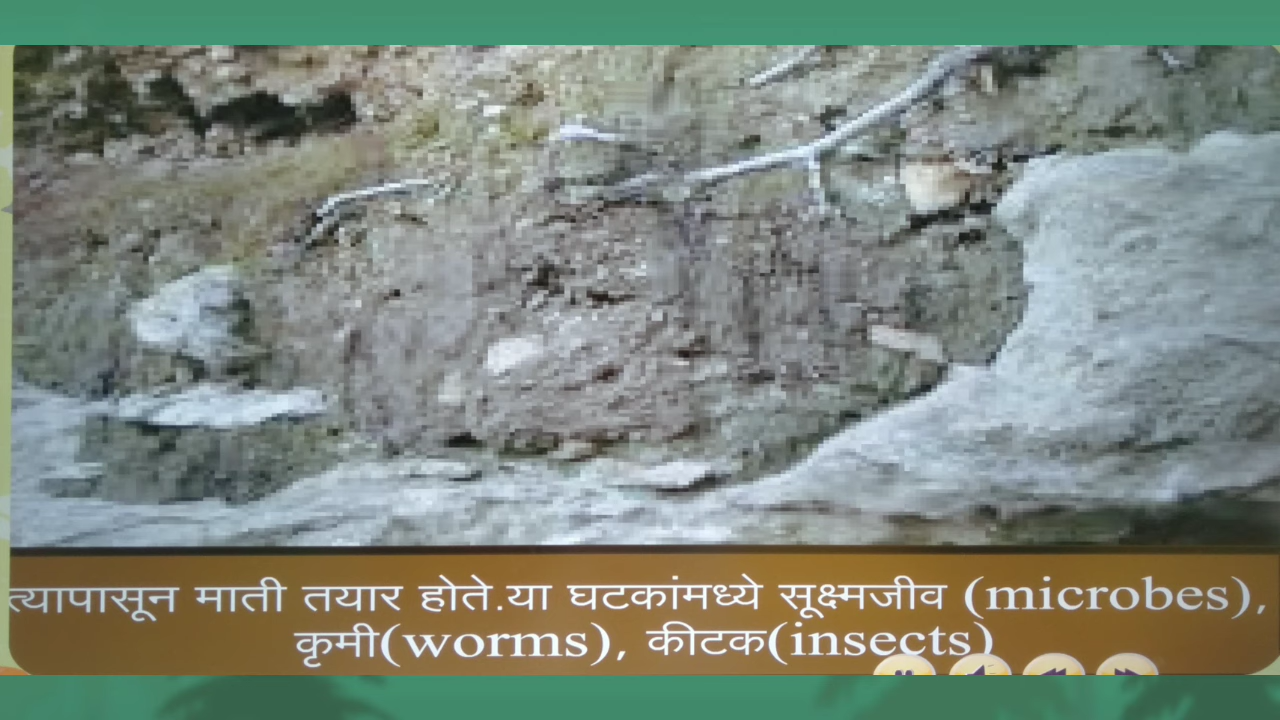 त्यापासून माती तयार होते.या घटकांमध्ये सूक्ष्मजीव (microbes),
कृमी(worms), कीटक(insects)